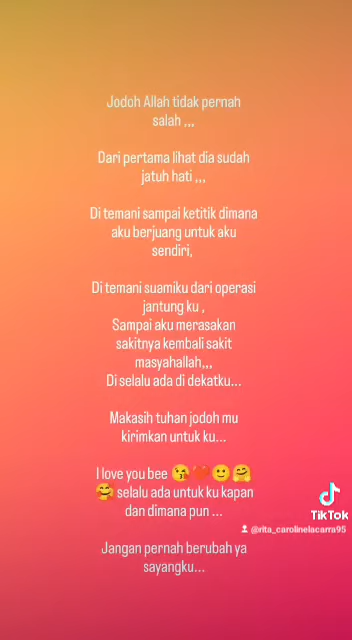 Jodoh Allah tidak pernah
salah ,,,
Dari pertama lihat dia sudah
jatuh hati ,,,
Di temani sampai ketitik dimana
aku berjuang untuk aku
sendiri,
Di temani suamiku dari operasi
jantung ku ,
Sampai aku merasakan
sakitnya kembali sakit
masyahallah,,,
Di selalu ada di dekatku...
Makasih tuhan jodoh mu
kirimkan untuk ku...
I love you bee 😘❤️🙂🤗
🥰 selalu ada untuk ku kapan
dan dimana pun ...
Jangan pernah berubah ya
sayangku...
TikTok
@rita_carolinelacarra95